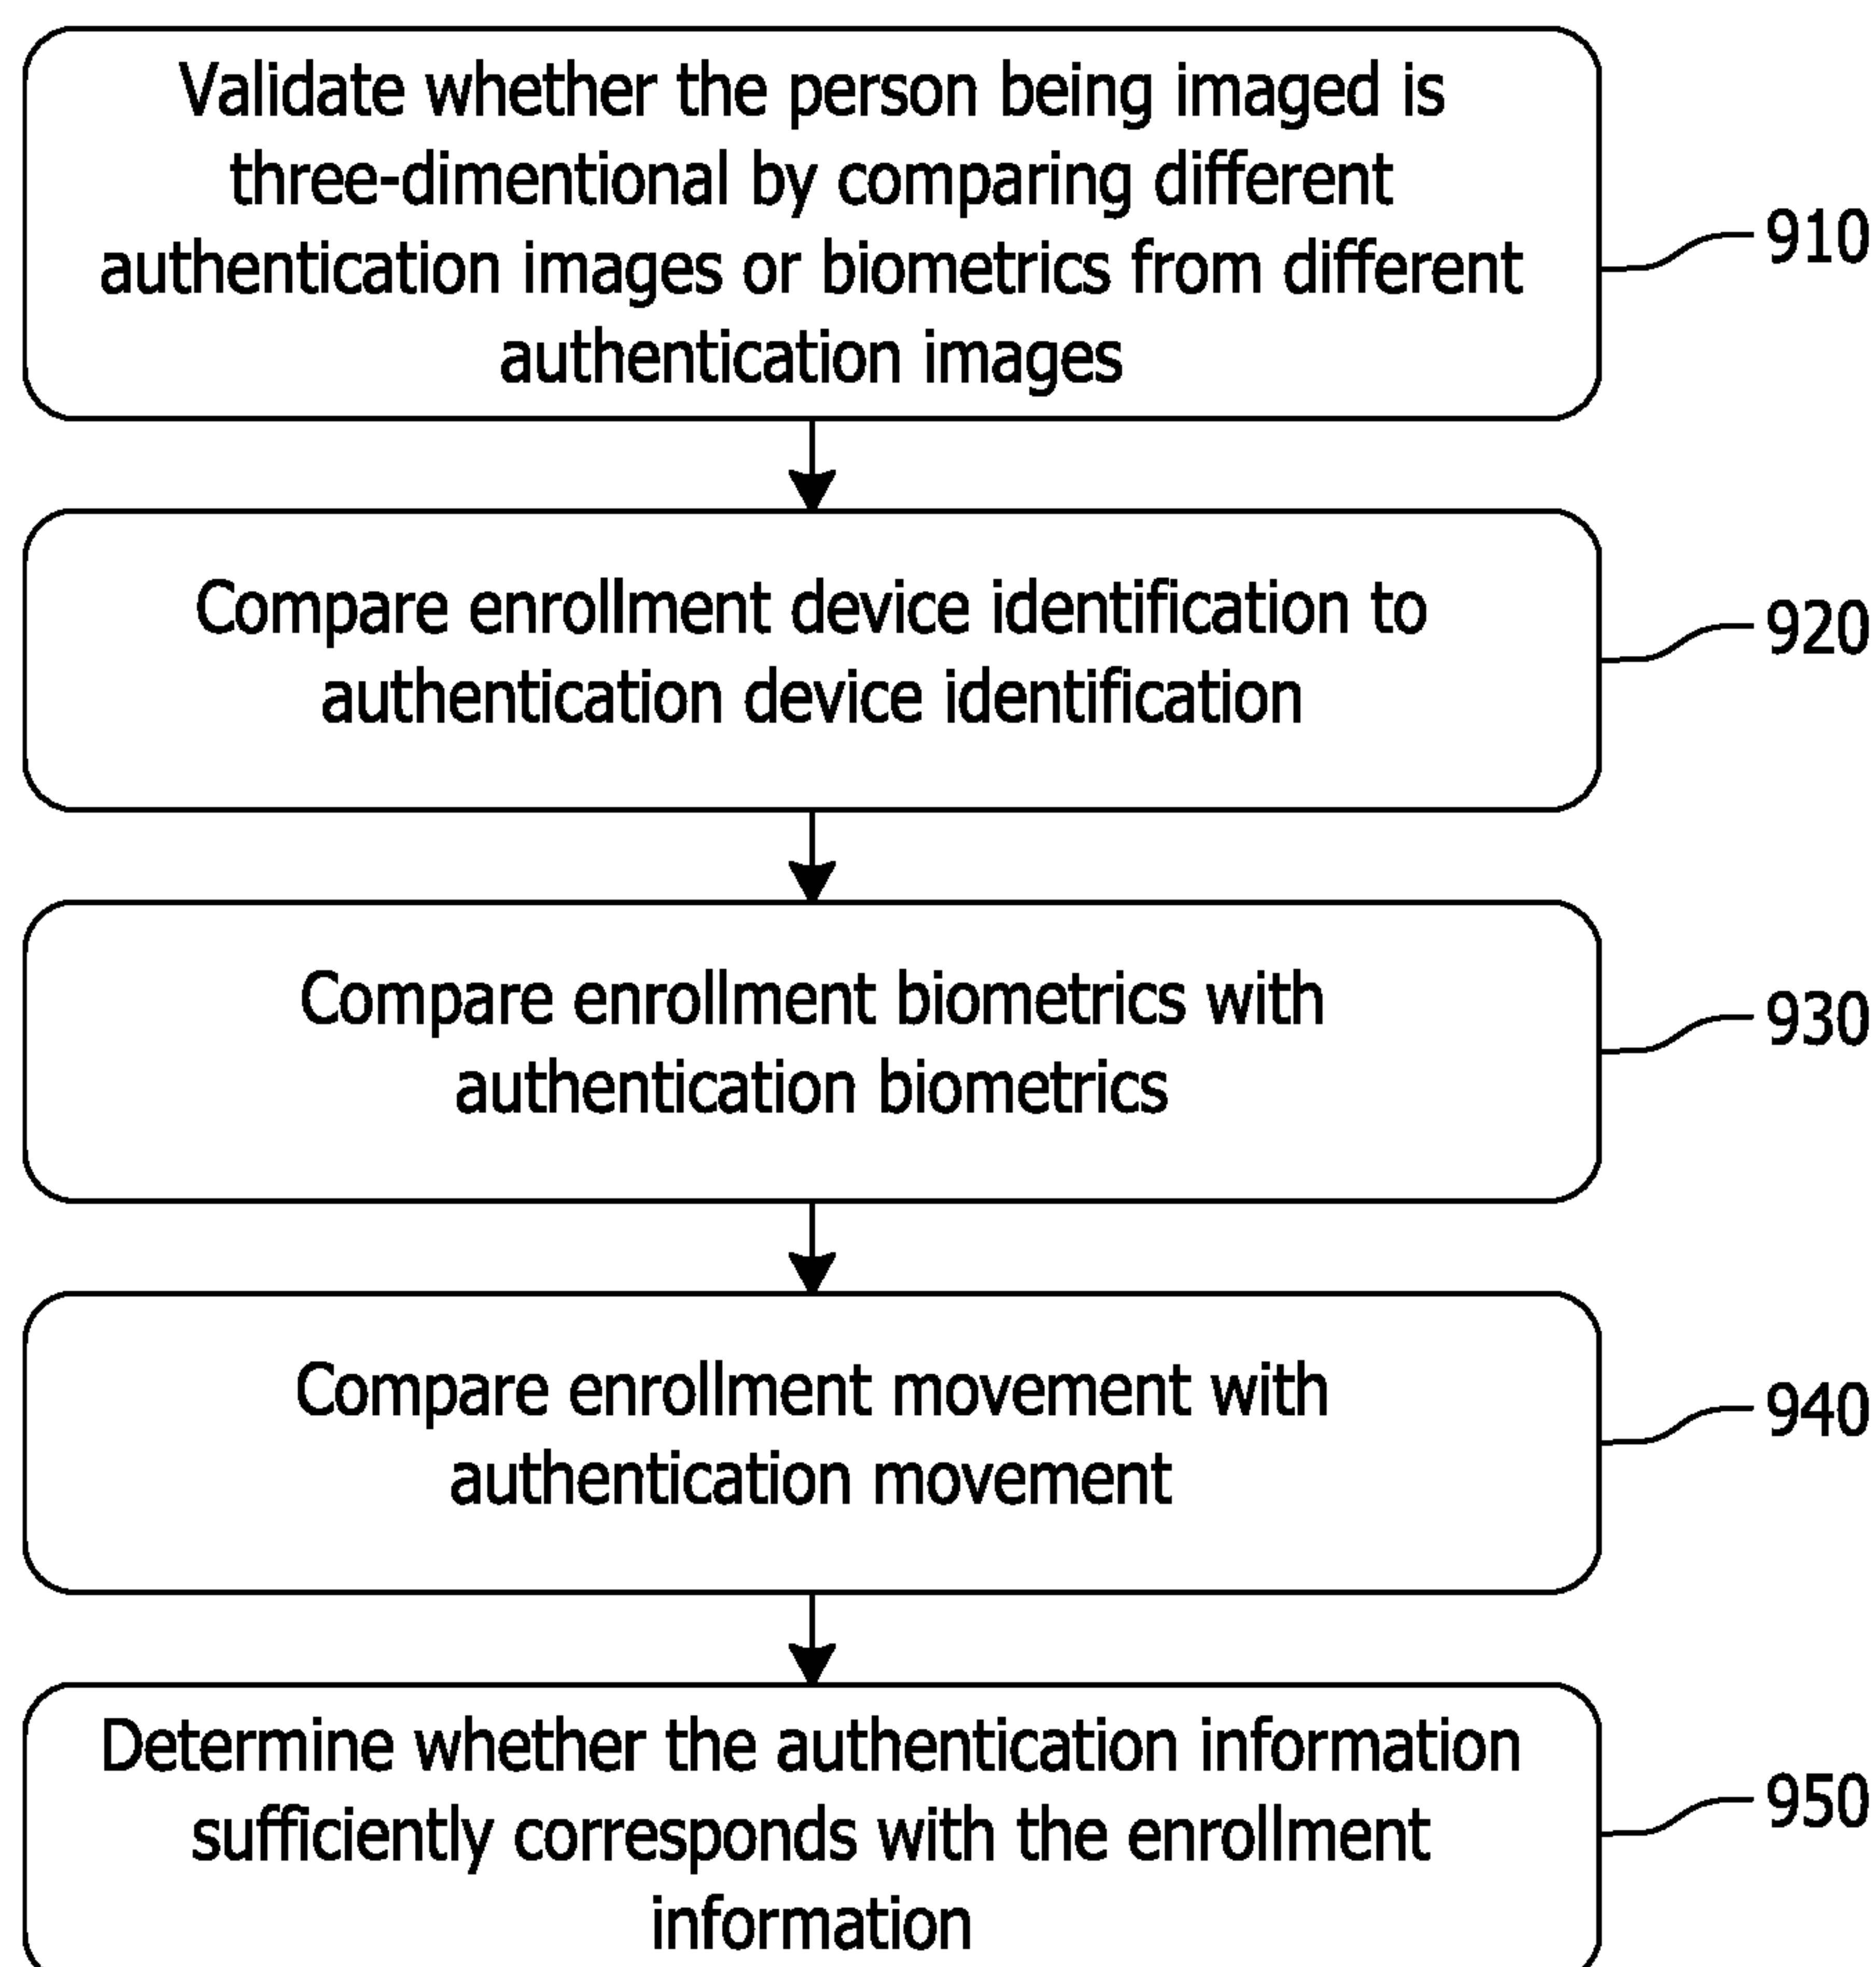 Validate whether the person being imaged is
three-dimentional by comparing different
authentication images or biometrics from different
authentication images
910
Compare enrollment device identification to
authentication device identification
920
Compare enrollment biometrics with
authentication biometrics
930
Compare enrollment movement with
authentication movement
940
Determine whether the authentication information
sufficiently corresponds with the enrollment
information
950